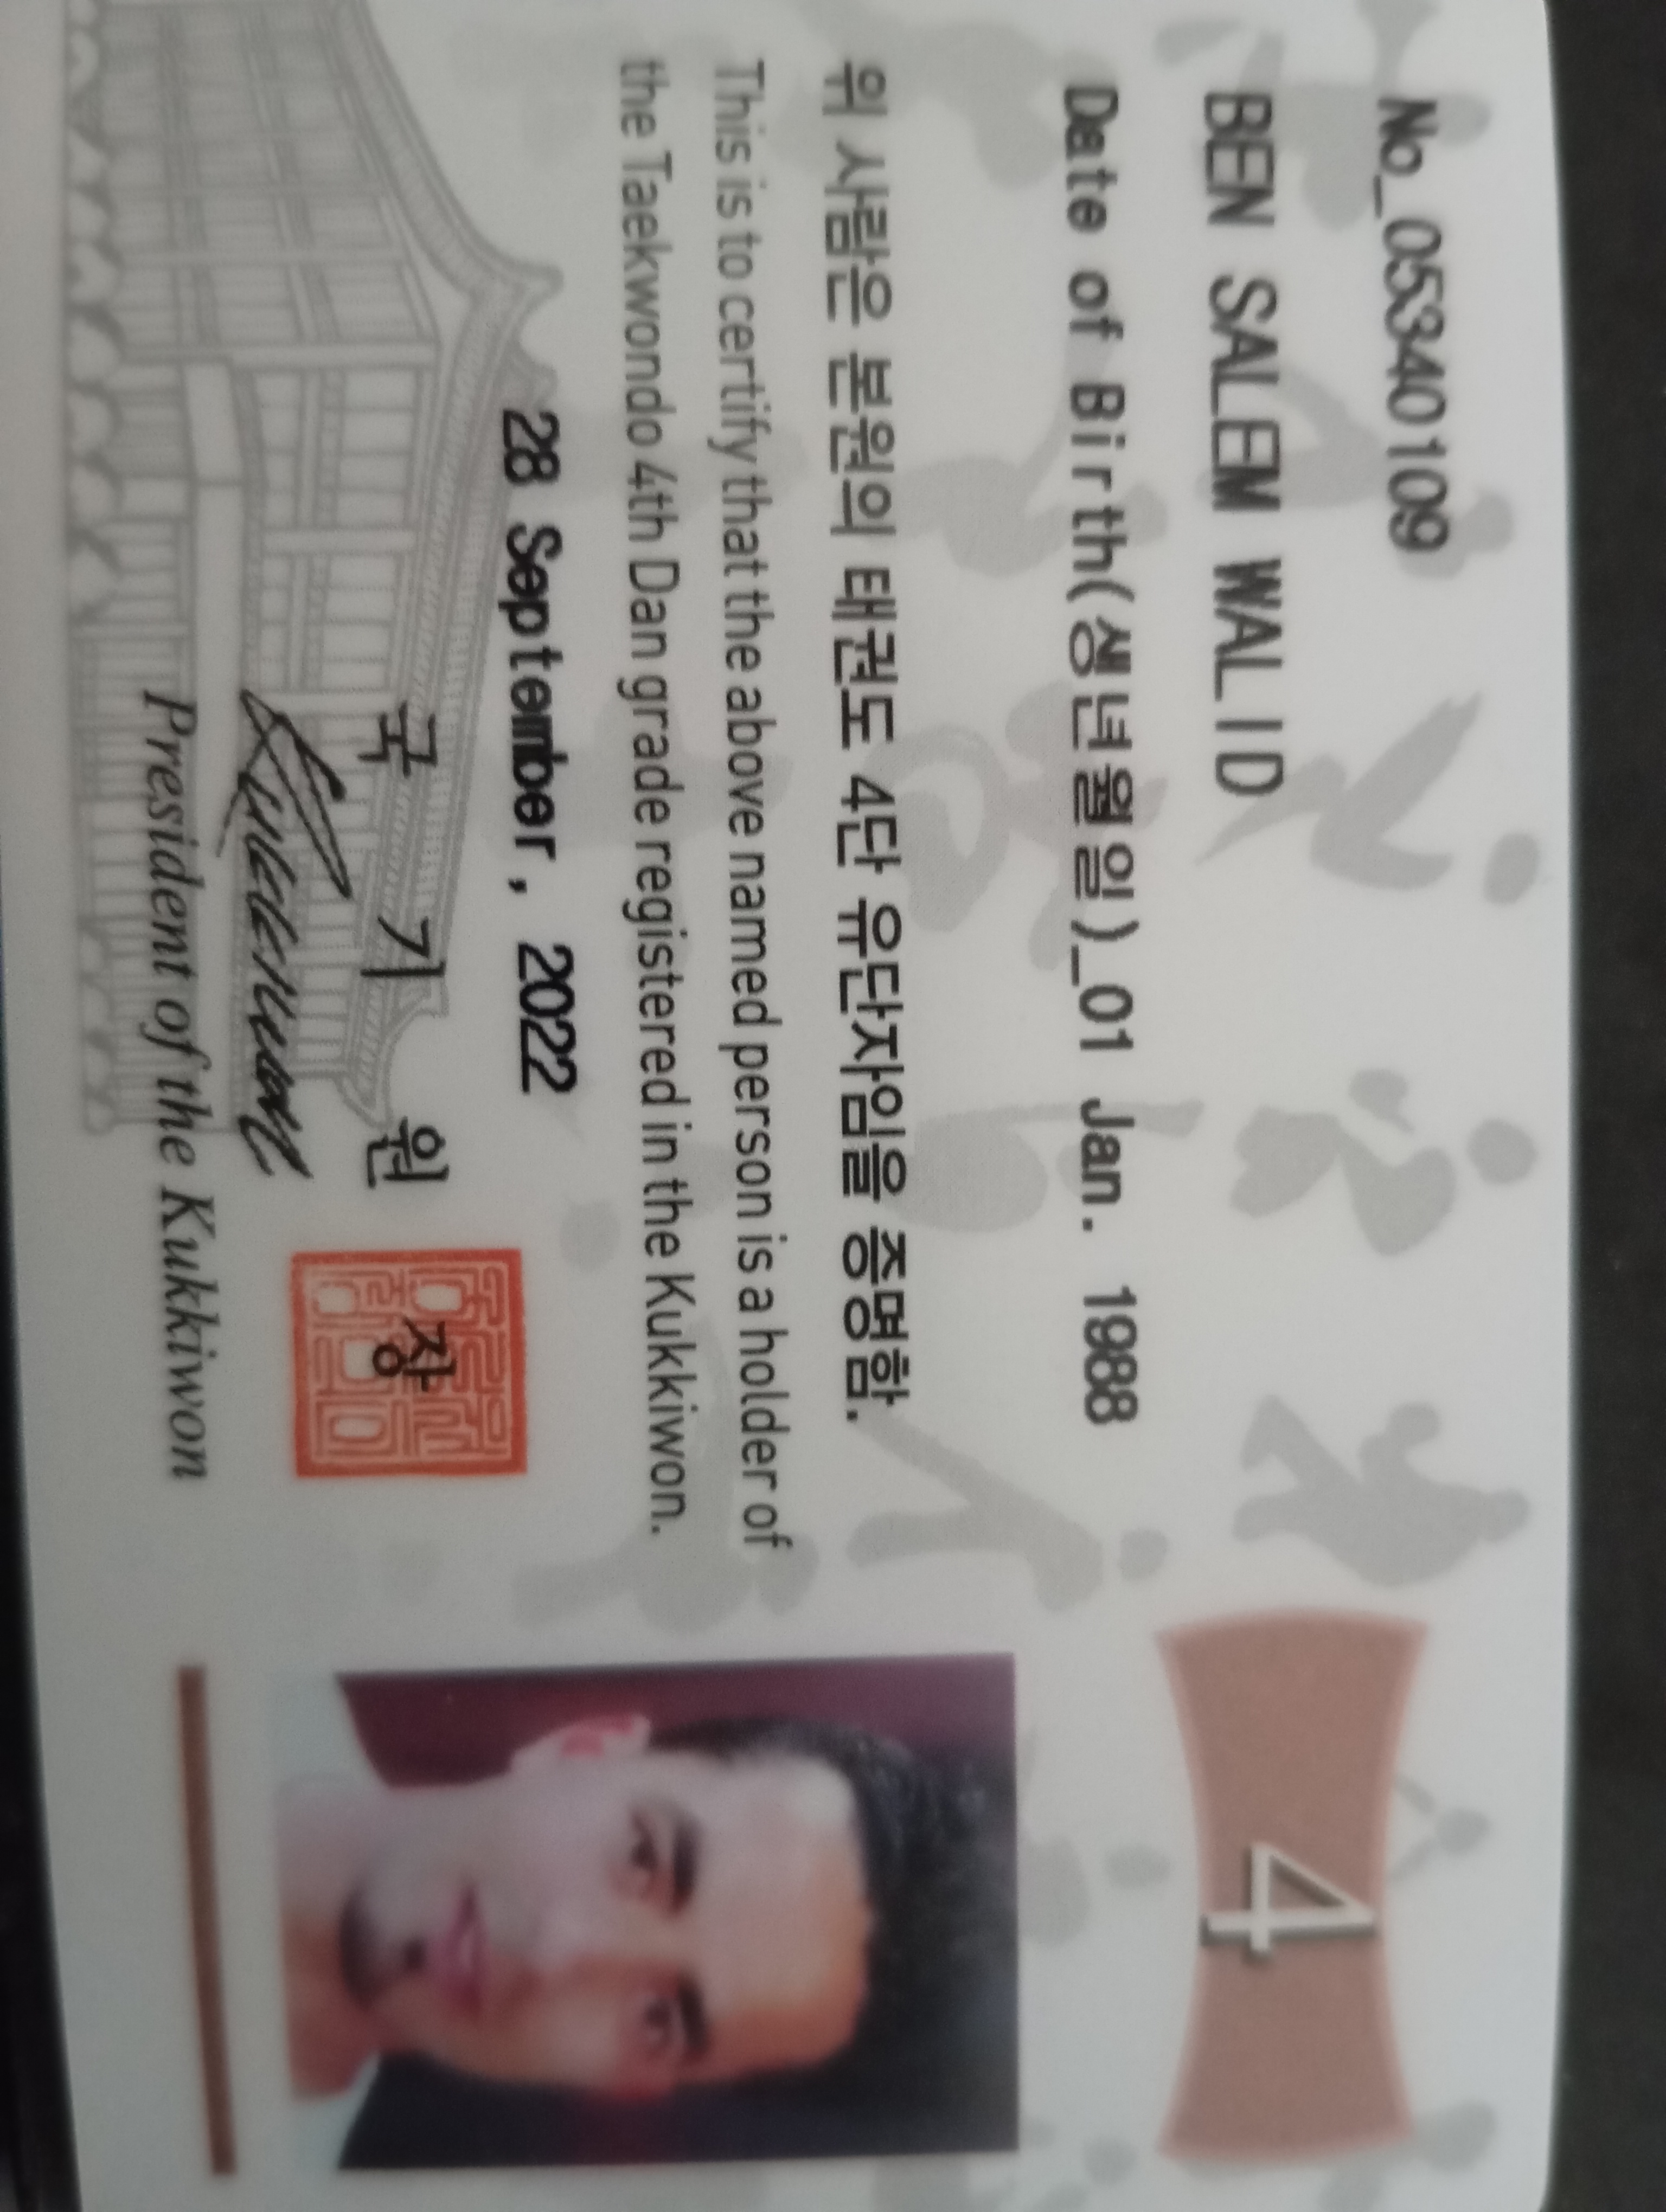 No_05340109
BEN SALEM WALID
Date of Birth(생년월일)_01 Jan. 1988
위 사람은 본원의 태권도 4단 유단자임을 증명함.
This is to certify that the above named person is a holder of
the Taekwondo 4th Dan grade registered in the Kukkiwon.
28 September, 2022
국 기 원 장
President of the Kukkiwon
4